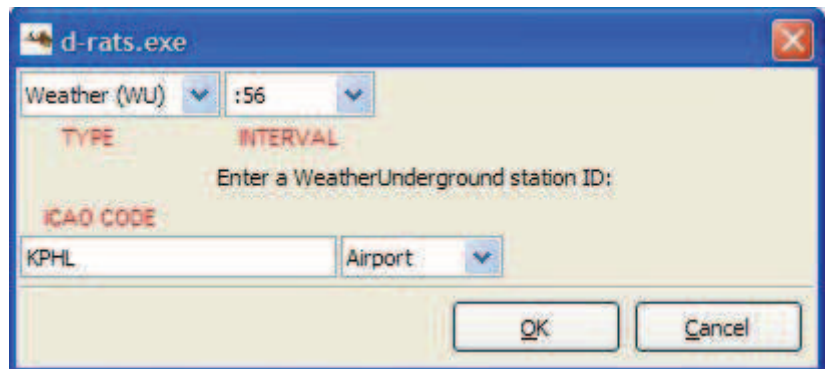 d-rats.exe
Weather (WU) :56
TYPE INTERVAL
Enter a WeatherUnderground station ID:
ICAO CODE
KPHL Airport
OK Cancel